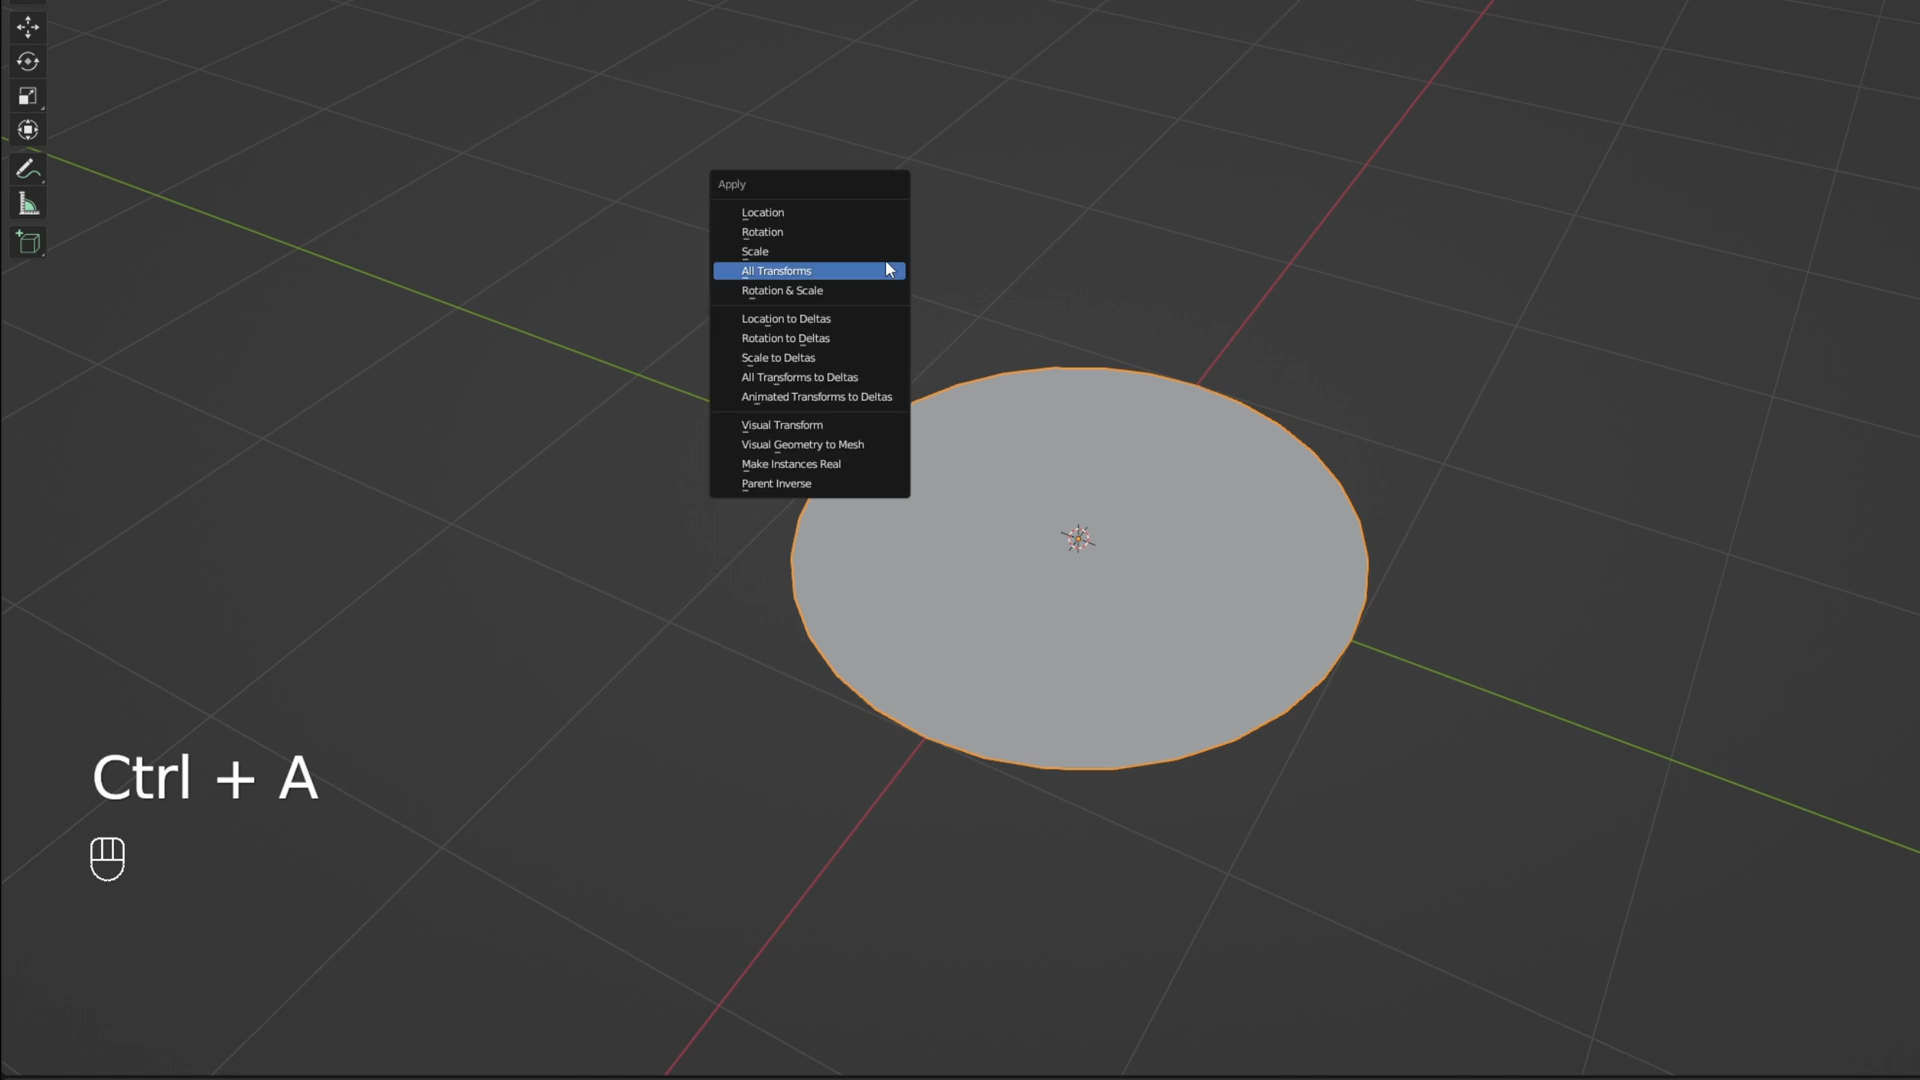 Apply
Location
Rotation
Scale
All Transforms
Rotation & Scale
Location to Deltas
Rotation to Deltas
Scale to Deltas
All Transforms to Deltas
Animated Transforms to Deltas
Visual Transform
Visual Geometry to Mesh
Make Instances Real
Parent Inverse
Ctrl + A